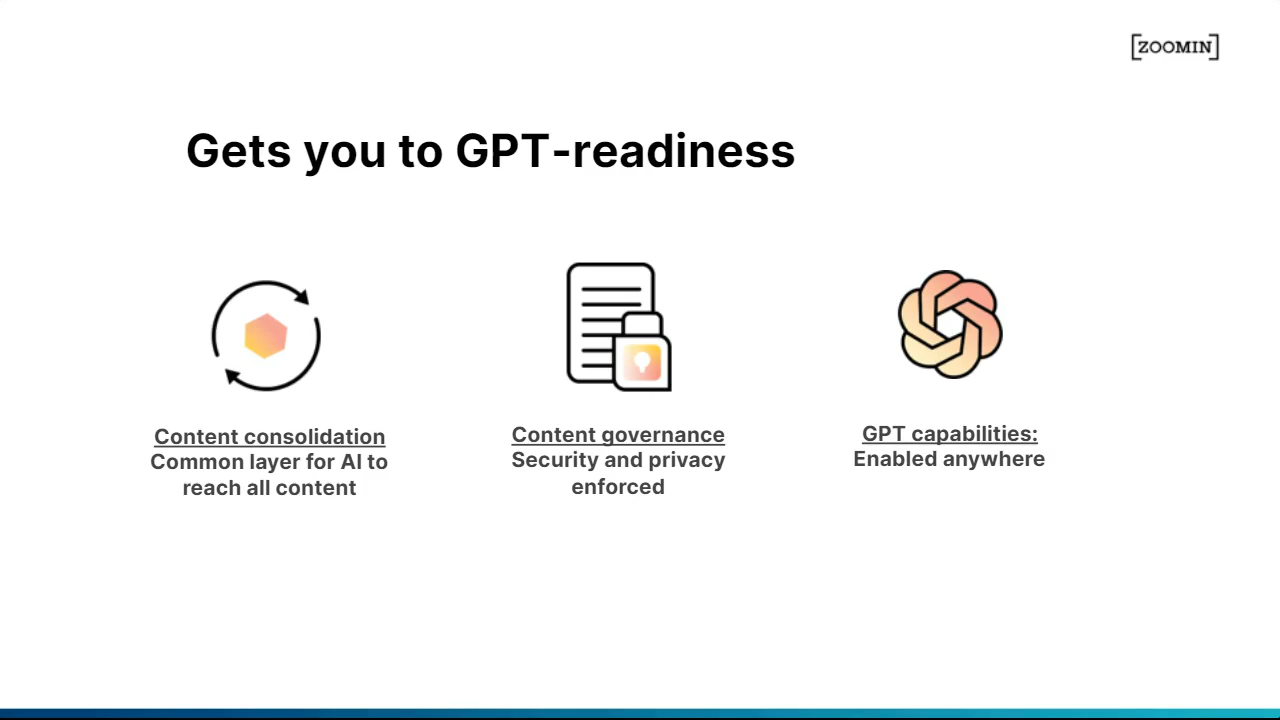 [ZOOMIN]
Gets you to GPT-readiness
Content consolidation
Common layer for AI to
reach all content
Content governance
Security and privacy
enforced
GPT capabilities:
Enabled anywhere